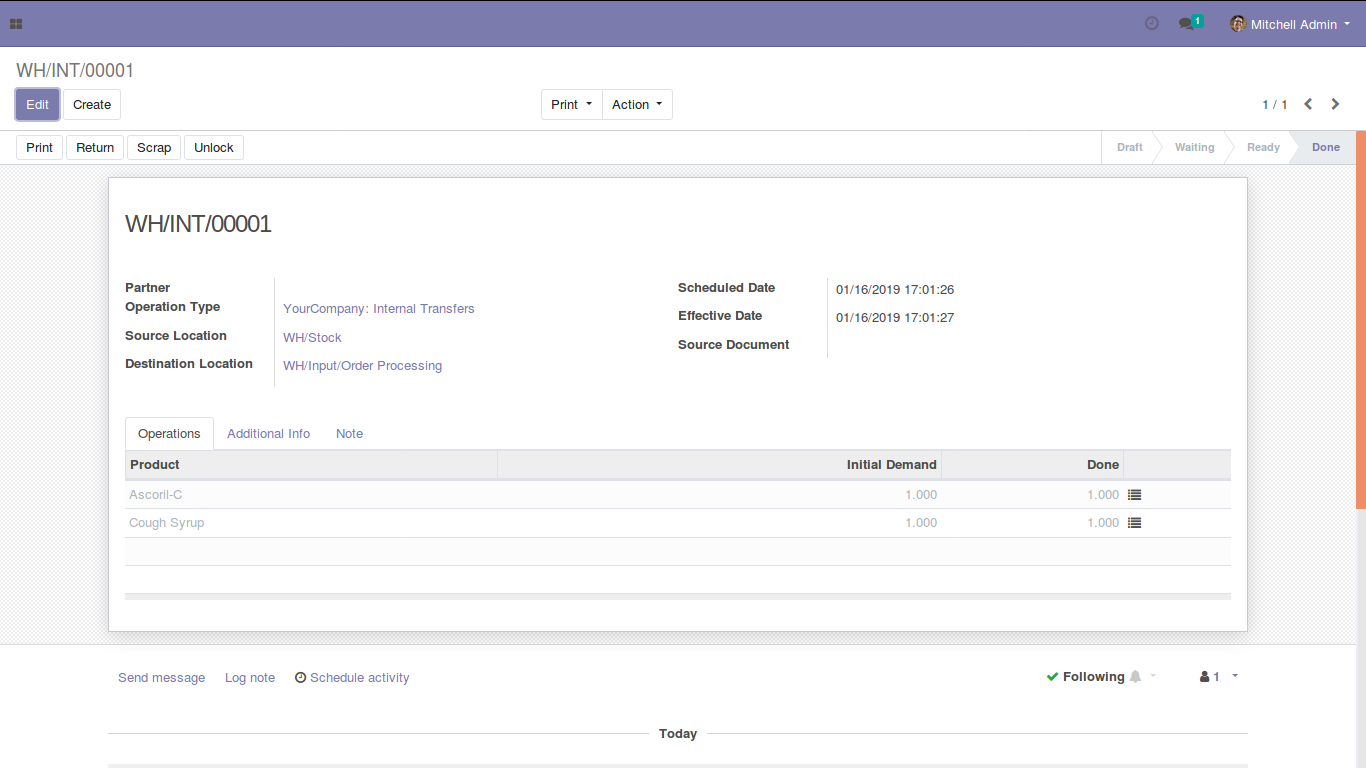 1 Mitchell Admin
WH/INT/00001
Edit Create Print Action 1 / 1
Print Return Scrap Unlock Draft Waiting Ready Done
WH/INT/00001
Partner Scheduled Date 01/16/2019 17:01:26
Operation Type YourCompany: Internal Transfers Effective Date 01/16/2019 17:01:27
Source Location WH/Stock Source Document
Destination Location WH/Input/Order Processing
Operations Additional Info Note
Product Initial Demand Done
Ascoril-C 1.000 1.000
Cough Syrup 1.000 1.000
Send message Log note Schedule activity Following 1
Today